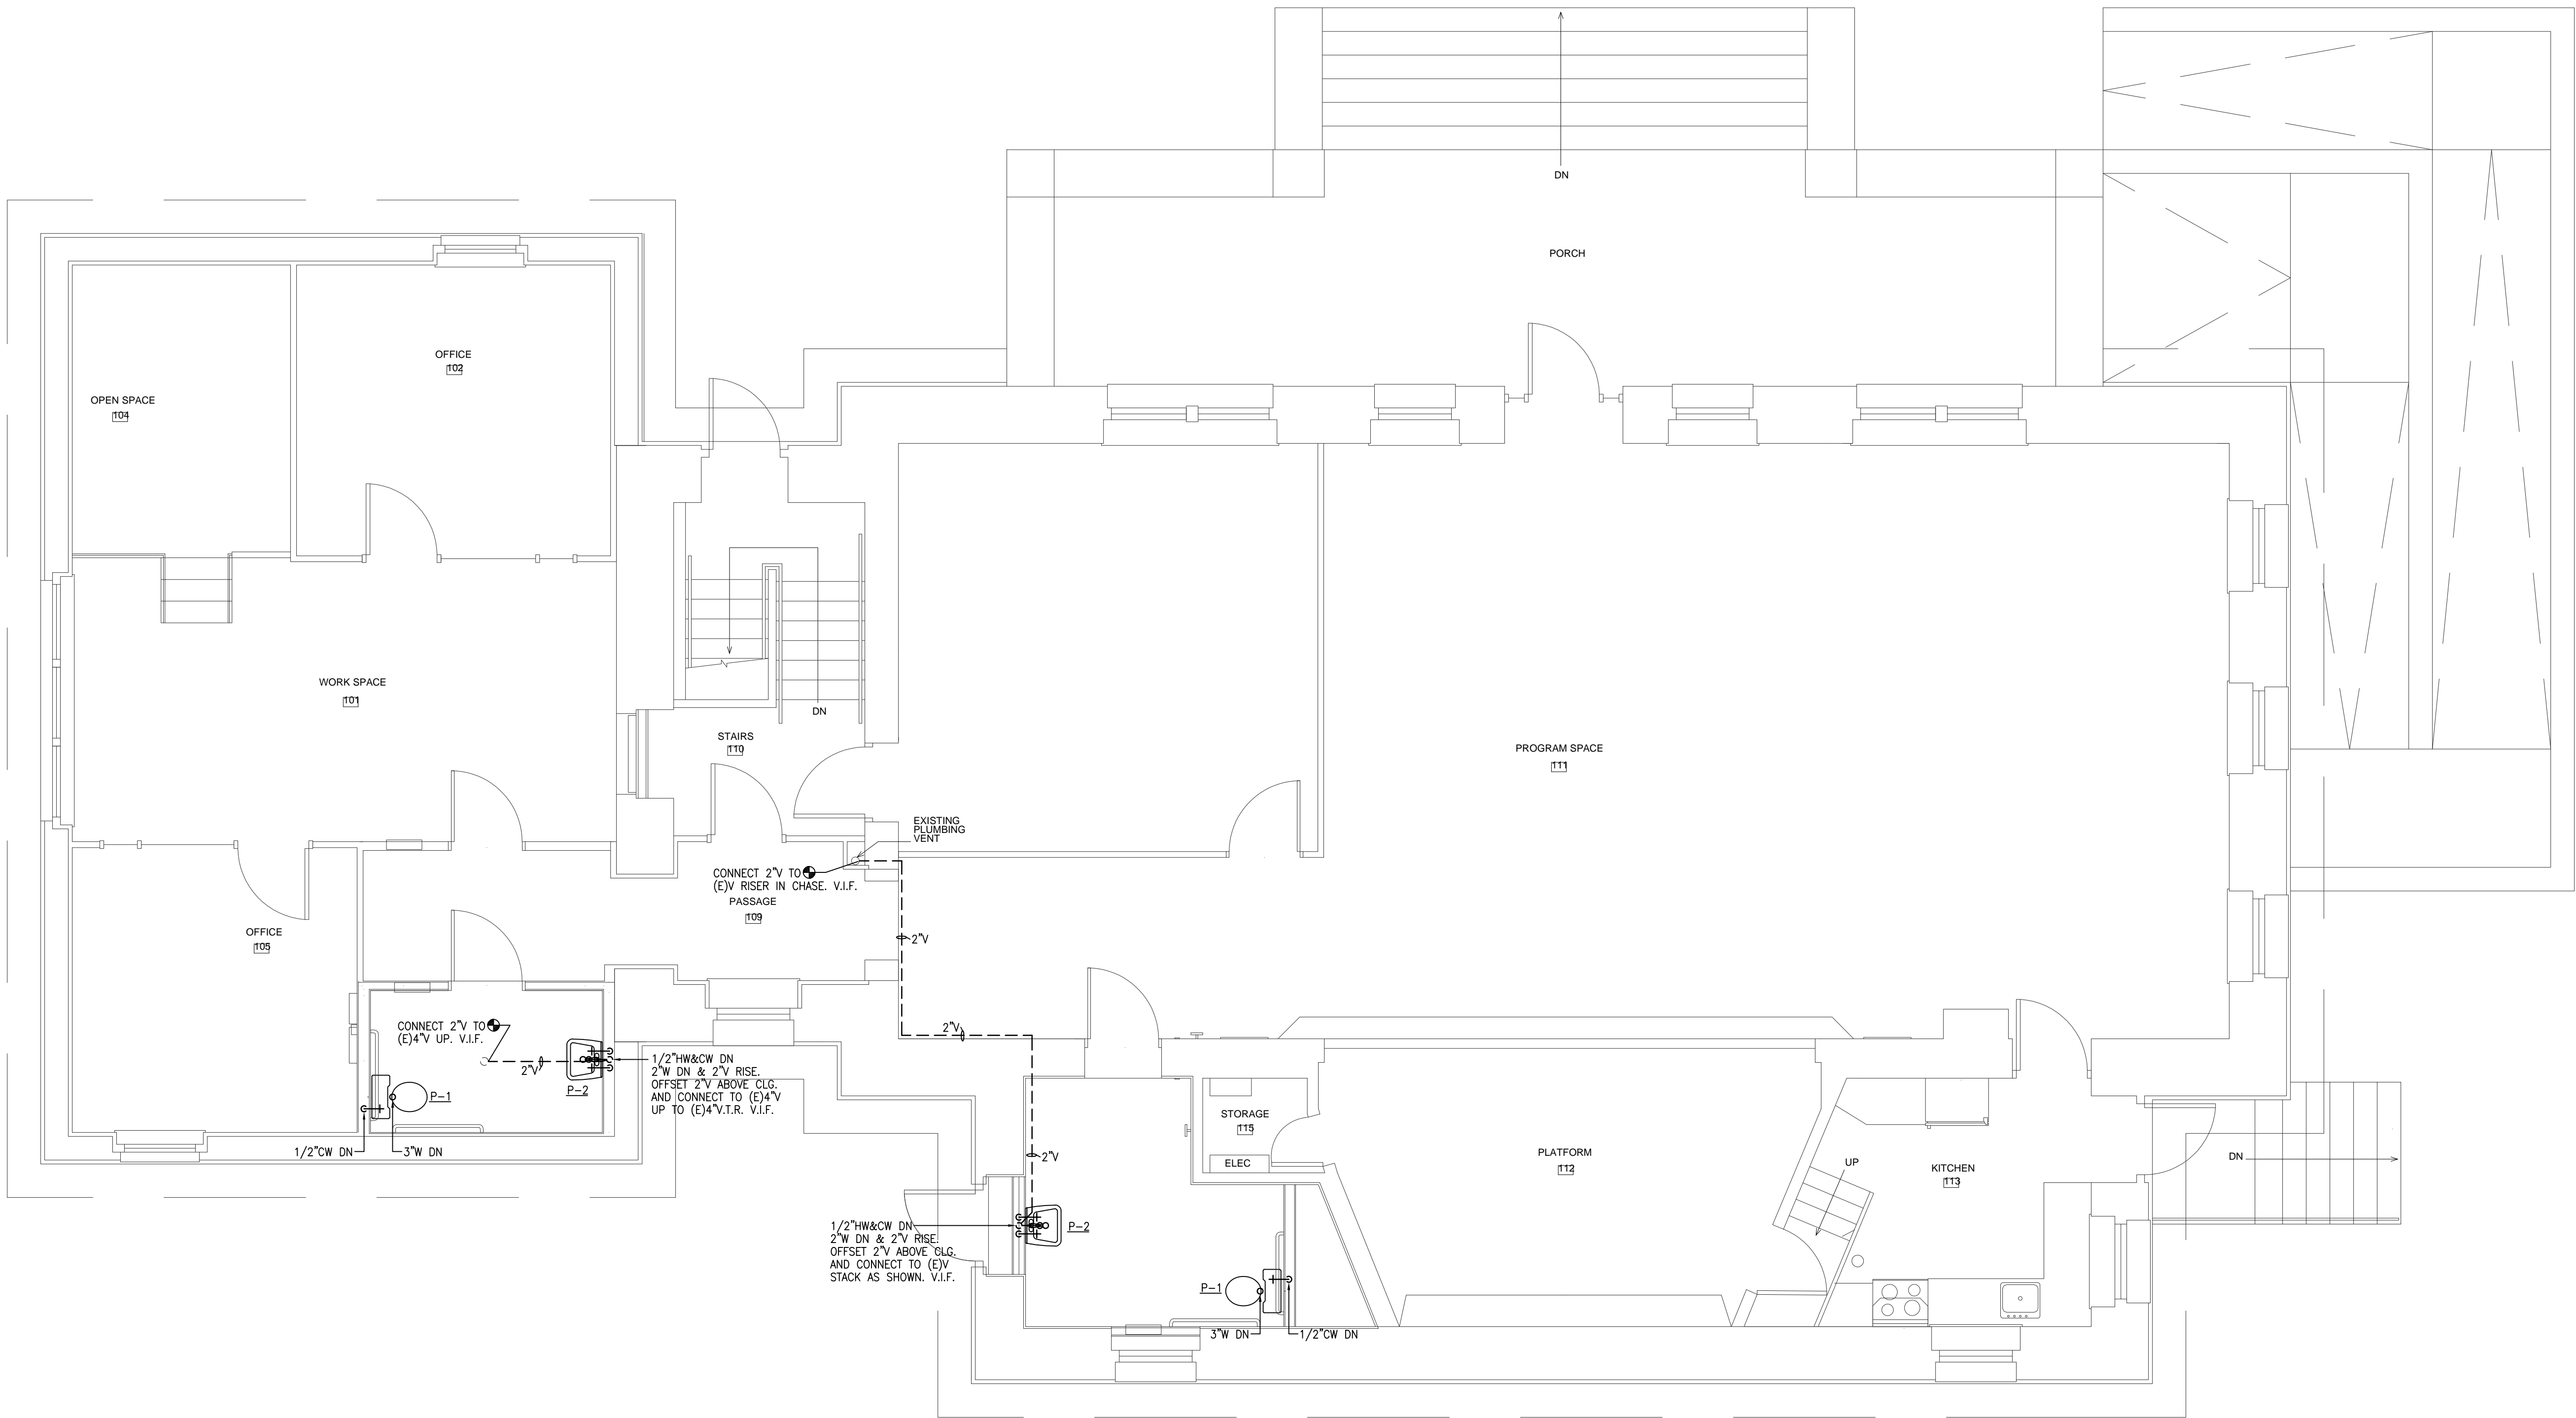 DN
PORCH
OFFICE
102
OPEN SPACE
104
WORK SPACE
101
DN
STAIRS
110
PROGRAM SPACE
111
EXISTING
PLUMBING
VENT
CONNECT 2"V TO
(E)V RISER IN CHASE. V.I.F.
PASSAGE
109
OFFICE
105
2"V
2"V
CONNECT 2"V TO
(E)4"V UP. V.I.F.
2"V
P-2
P-1
1/2"HW&CW DN
2"W DN & 2"V RISE.
OFFSET 2"V ABOVE CLG.
AND CONNECT TO (E)4"V
UP TO (E)4"V.T.R. V.I.F.
1/2"CW DN
3"W DN
STORAGE
115
ELEC
2"V
PLATFORM
112
UP
KITCHEN
113
DN
1/2"HW&CW DN
2"W DN & 2"V RISE.
OFFSET 2"V ABOVE CLG.
AND CONNECT TO (E)V
STACK AS SHOWN. V.I.F.
P-2
P-1
3"W DN
1/2"CW DN